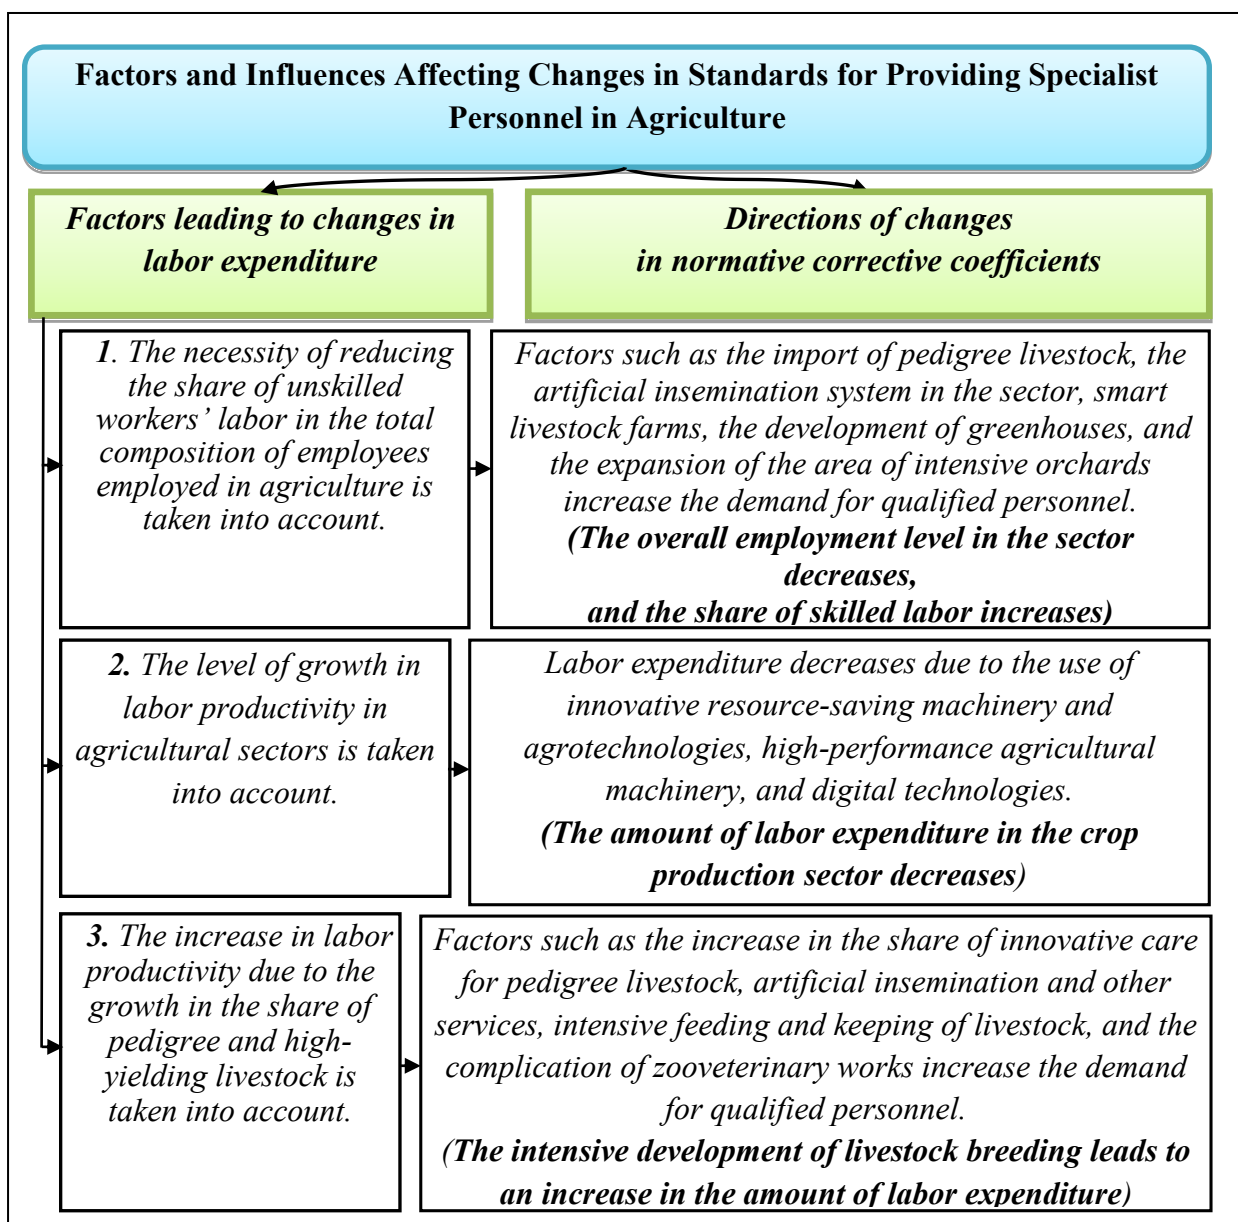 Factors and Influences Affecting Changes in Standards for Providing Specialist
Personnel in Agriculture
Factors leading to changes in
labor expenditure
Directions of changes
in normative corrective coefficients
1. The necessity of reducing
the share of unskilled
workers’ labor in the total
composition of employees
employed in agriculture is
taken into account.
Factors such as the import of pedigree livestock, the
artificial insemination system in the sector, smart
livestock farms, the development of greenhouses, and
the expansion of the area of intensive orchards
increase the demand for qualified personnel.
(The overall employment level in the sector
decreases,
and the share of skilled labor increases)
2. The level of growth in
labor productivity in
agricultural sectors is taken
into account.
Labor expenditure decreases due to the use of
innovative resource-saving machinery and
agrotechnologies, high-performance agricultural
machinery, and digital technologies.
(The amount of labor expenditure in the crop
production sector decreases)
3. The increase in labor
productivity due to the
growth in the share of
pedigree and high-
yielding livestock is
taken into account.
Factors such as the increase in the share of innovative care
for pedigree livestock, artificial insemination and other
services, intensive feeding and keeping of livestock, and the
complication of zooveterinary works increase the demand
for qualified personnel.
(The intensive development of livestock breeding leads to
an increase in the amount of labor expenditure)